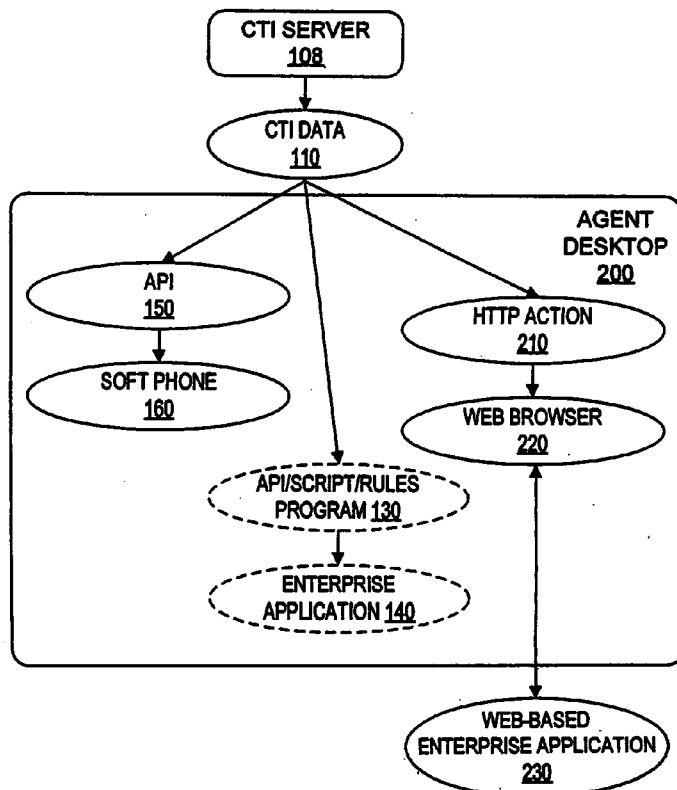 CTI SERVER
108
CTI DATA
110
AGENT
DESKTOP
200
API
150
SOFT PHONE
160
HTTP ACTION
210
WEB BROWSER
220
API/SCRIPT/RULES
PROGRAM 130
ENTERPRISE
APPLICATION 140
WEB-BASED
ENTERPRISE APPLICATION
230